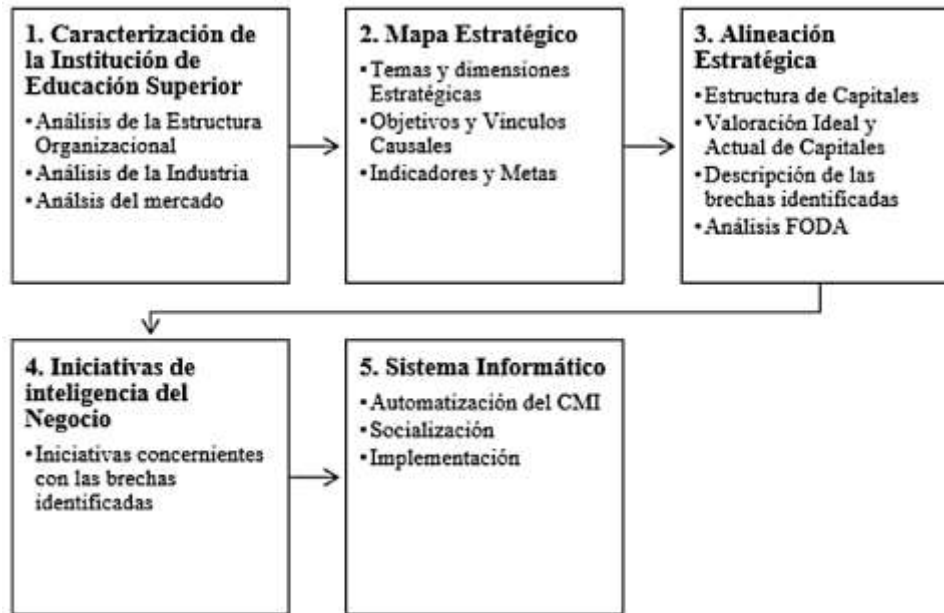 1. Caracterización de
la Institución de
Educación Superior
•Análisis de la Estructura
Organizacional
•Análisis de la Industria
•Análsis del mercado
2. Mapa Estratégico
•Temas y dimensiones
Estratégicas
•Objetivos y Vinculos
Causales
•Indicadores y Metas
3. Alineación
Estratégica
•Estructura de Capitales
•Valoración Ideal y
Actual de Capitales
•Descripción de las
brechas identificadas
•Análisis FODA
4. Iniciativas de
inteligencia del
Negocio
•Iniciativas concernientes
con las brechas
identificadas
5. Sistema Informático
•Automatización del CMI
•Socialización
•Implementación